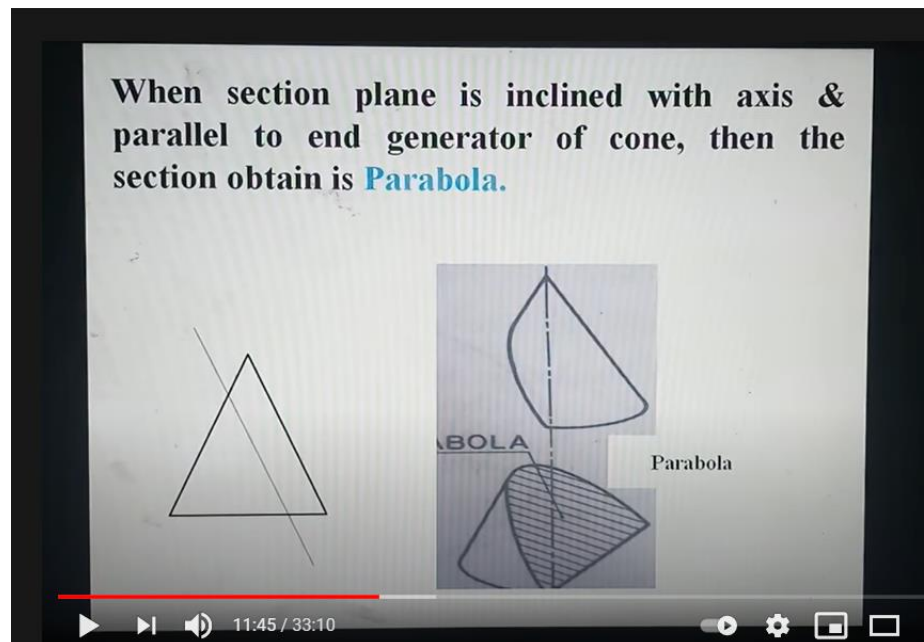 When section plane is inclined with axis &
parallel to end generator of cone, then the
section obtain is Parabola.
ABOLA
Parabola
11:45 / 33:10